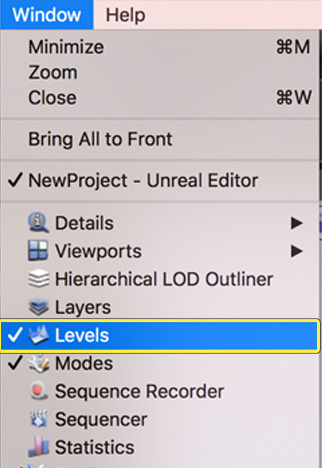 Window Help
Minimize ⌘M
Zoom
Close ⌘W
Bring All to Front
✓ NewProject - Unreal Editor
Details ▶
Viewports ▶
Hierarchical LOD Outliner
Layers
✓ Levels
✓ Modes
Sequence Recorder
Sequencer
Statistics